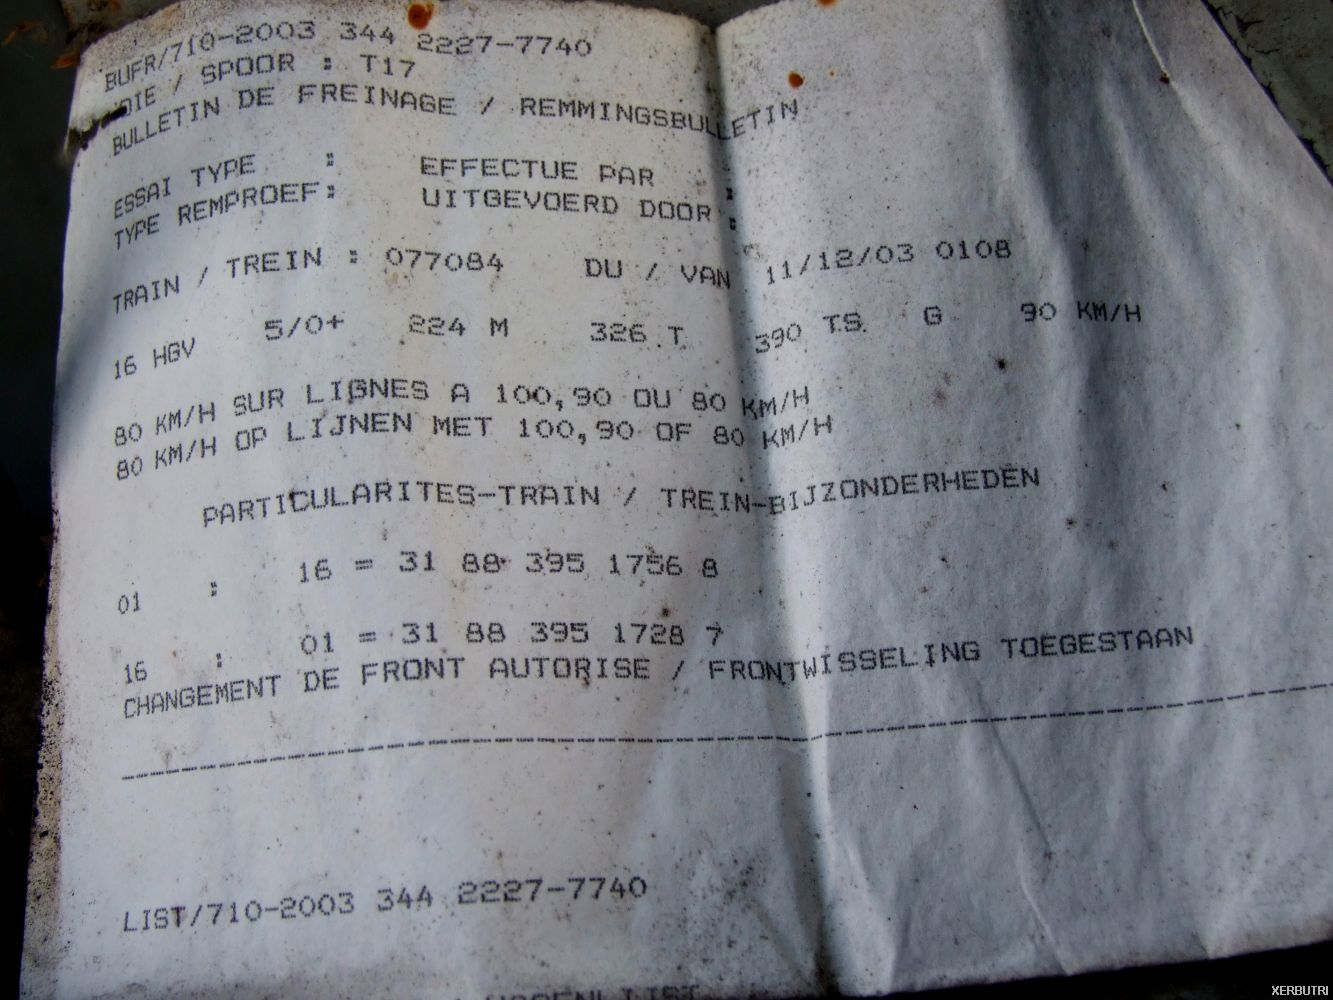 BUFR/710-2003 344 2227-7740
VOIE / SPOOR : T17
BULLETIN DE FREINAGE / REMMINGSBULLETIN
ESSAI TYPE : EFFECTUE PAR :
TYPE REMPROEF: UITGEVOERD DOOR :
TRAIN / TREIN : 077084 DU / VAN 11/12/03 0108
16 HGV 5/0+ 224 M 326 T 390 TS G 90 KM/H
80 KM/H SUR LIGNES A 100,90 OU 80 KM/H
80 KM/H OP LIJNEN MET 100,90 OF 80 KM/H
PARTICULARITES-TRAIN / TREIN-BIJZONDERHEDEN
01 : 16 = 31 88 395 1756 8
16 : 01 = 31 88 395 1728 7
CHANGEMENT DE FRONT AUTORISE / FRONTWISSELING TOEGESTAAN
LIST/710-2003 344 2227-7740
XERBUTRI